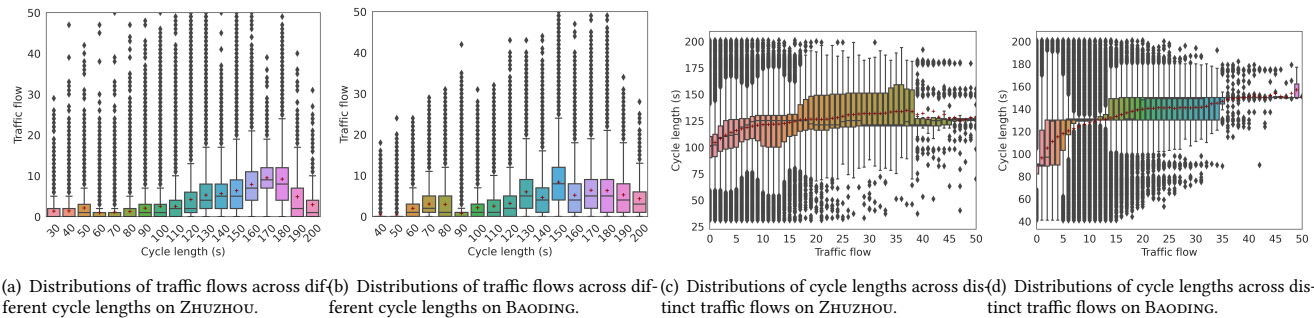 50
40
30
20
10
0
Traffic flow
30 40 50 60 70 80 90 100 110 120 130 140 150 160 170 180 190 200
Cycle length (s)
50
40
30
20
10
0
Traffic flow
40 50 60 70 80 90 100 110 120 130 140 150 160 170 180 190 200
Cycle length (s)
200
175
150
125
100
75
50
25
Cycle length (s)
0 5 10 15 20 25 30 35 40 45 50
Traffic flow
200
180
160
140
120
100
80
60
40
Cycle length (s)
0 5 10 15 20 25 30 35 40 45 50
Traffic flow
(a) Distributions of traffic flows across dif-
ferent cycle lengths on ZHUZHOU.
(b) Distributions of traffic flows across dif-
ferent cycle lengths on BAODING.
(c) Distributions of cycle lengths across dis-
tinct traffic flows on ZHUZHOU.
(d) Distributions of cycle lengths across dis-
tinct traffic flows on BAODING.